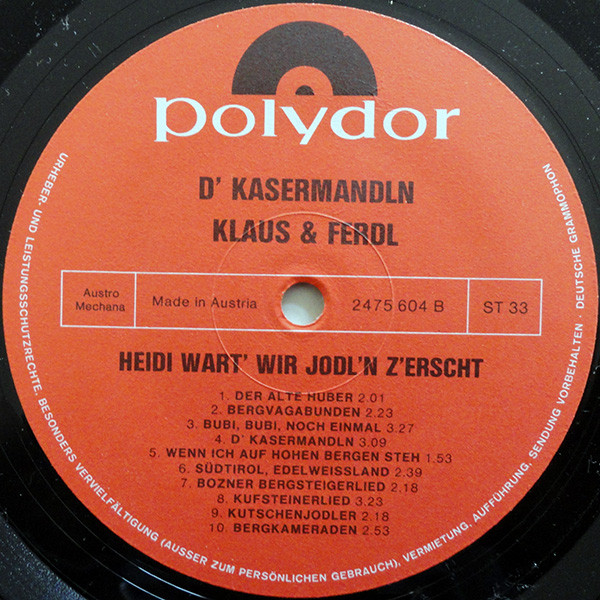 polydor
D' KASERMANDLN
KLAUS & FERDL
Austro
Mechana
Made in Austria
2475 604 B
ST 33
HEIDI WART' WIR JODL'N Z'ERSCHT
1. DER ALTE HUBER 2.01
2. BERGVAGABUNDEN 2.23
3. BUBI, BUBI, NOCH EINMAL 3.27
4. D' KASERMANDLN 3.09
5. WENN ICH AUF HOHEN BERGEN STEH 1.53
6. SÜDTIROL, EDELWEISSLAND 2.39
7. BOZNER BERGSTEIGERLIED 2.18
8. KUFSTEINERLIED 3.23
9. KUTSCHENJODLER 2.18
10. BERGKAMERADEN 2.53
URHEBER- UND LEISTUNGSSCHUTZRECHTE. BESONDERS VERVIELFÄLTIGUNG (AUSSER ZUM PERSÖNLICHEN GEBRAUCH), VERMIETUNG, AUFFÜHRUNG, SENDUNG VORBEHALTEN · DEUTSCHE GRAMMOPHON